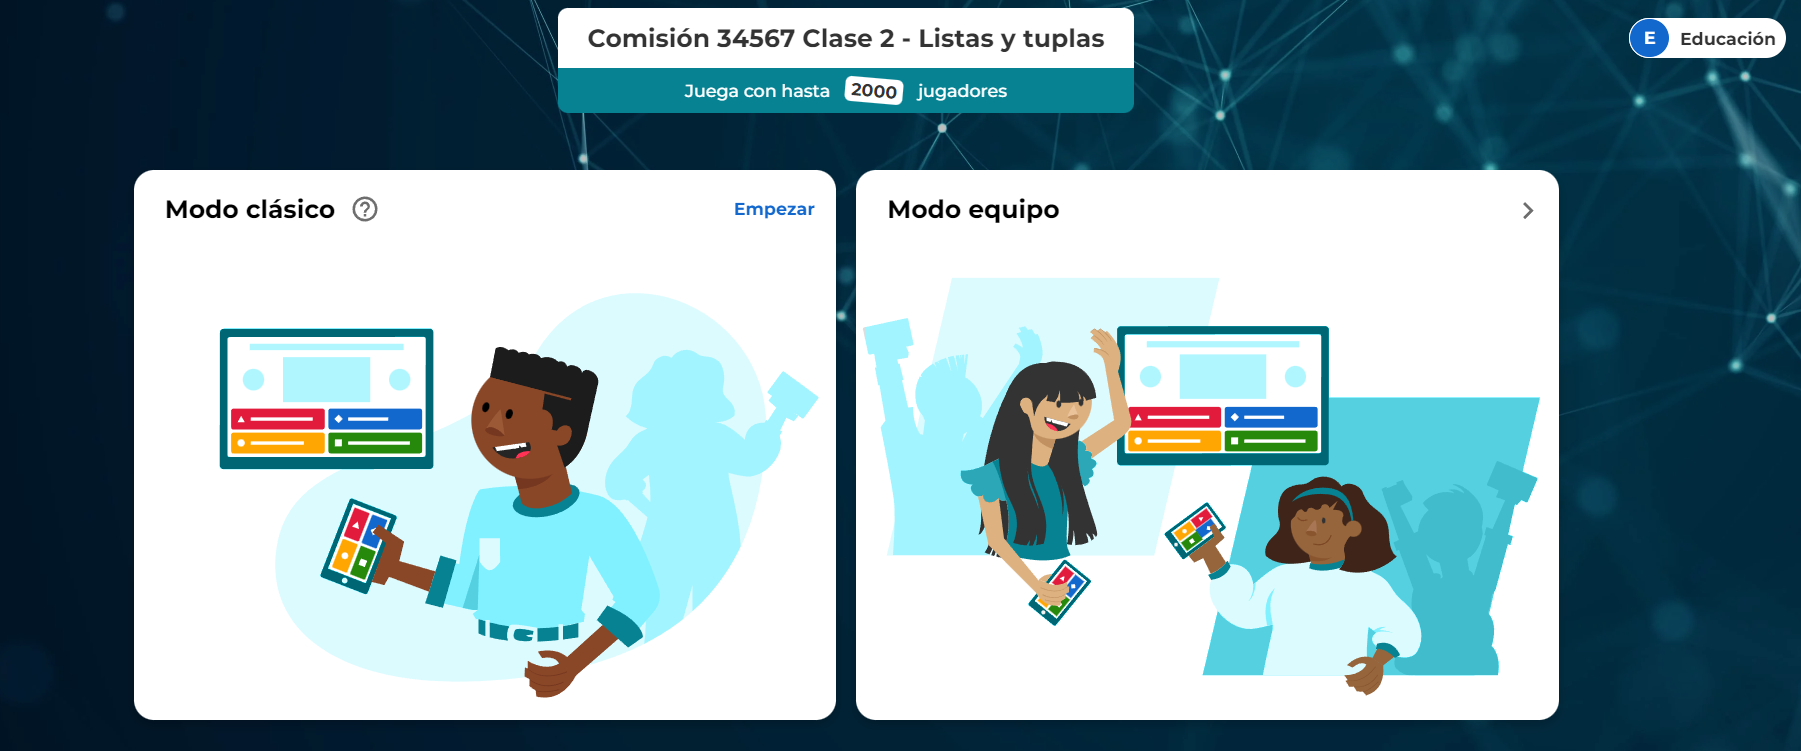 Comisión 34567 Clase 2 - Listas y tuplas
Juega con hasta 2000 jugadores
E Educación
Modo clásico ? Empezar
Modo equipo